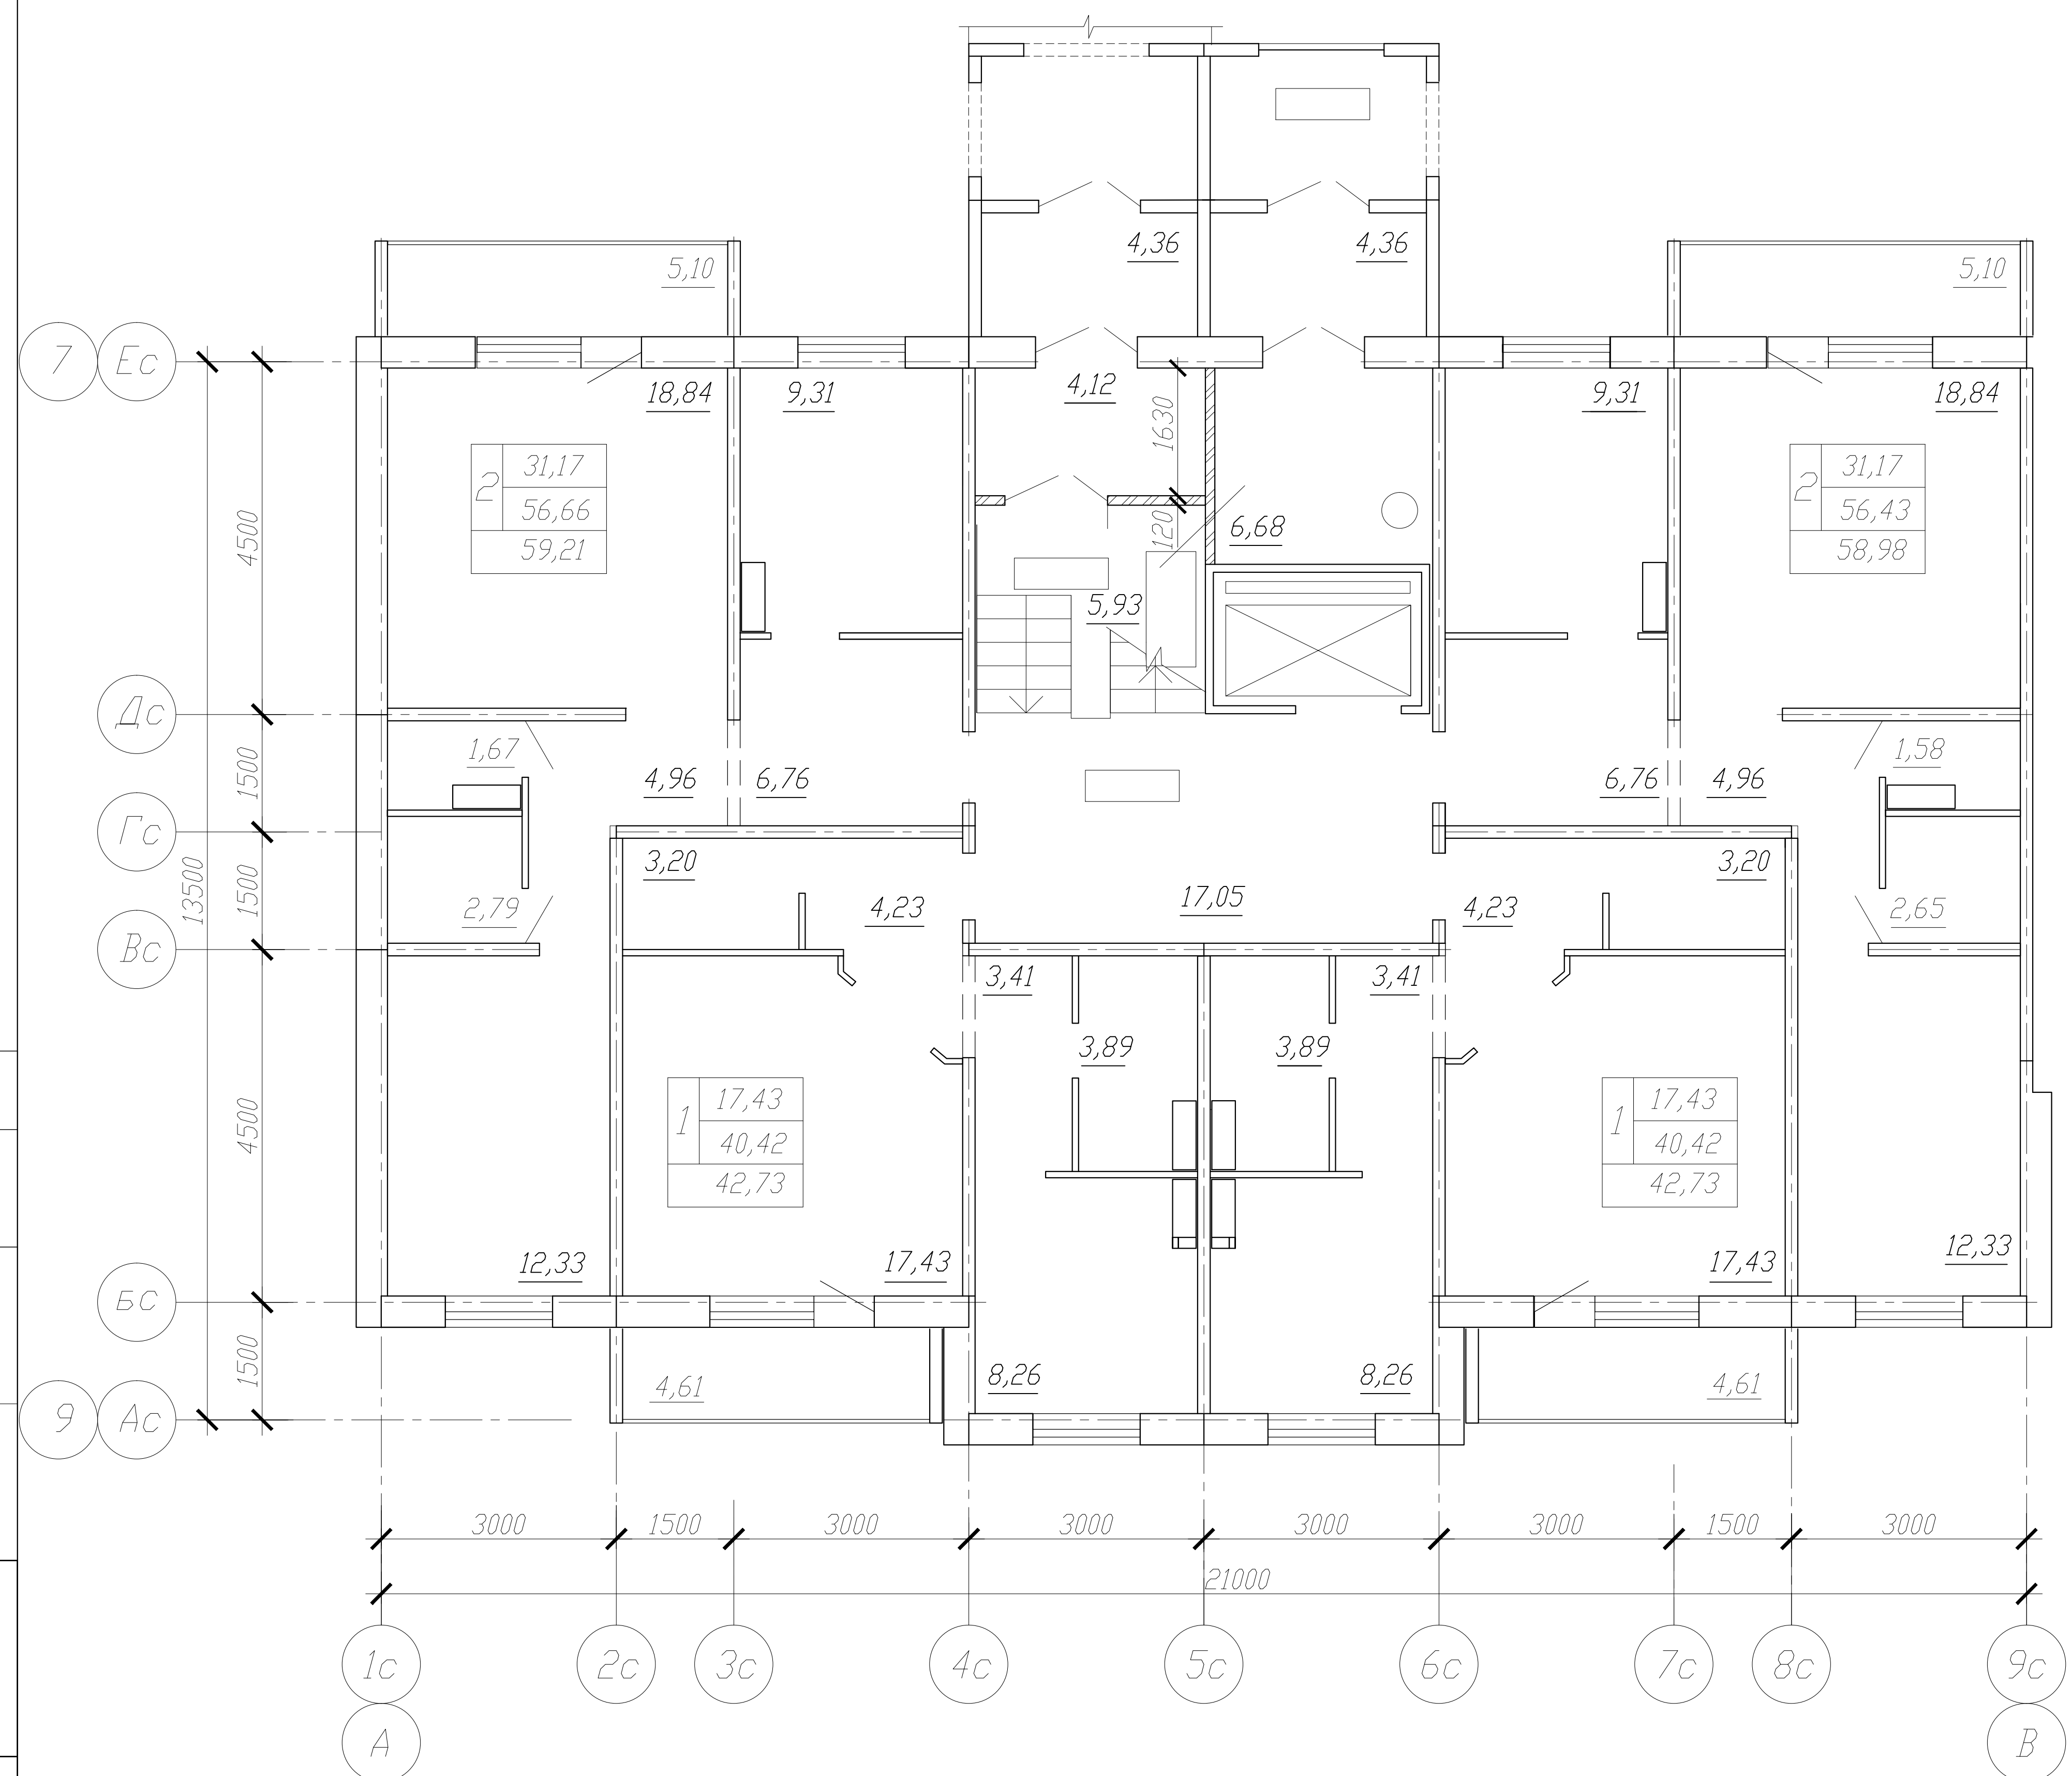 4,36 4,36
5,10 5,10
7 Ес
18,84 9,31 4,12 9,31 18,84
1630
2 31,17 2 31,17
56,66 56,43
59,21 58,98
4500 120 6,68
5,93
Дс
1,67 1,58
1500 4,96 6,76 6,76 4,96
Гс
3,20 3,20
13500 1500 17,05
2,79 4,23 4,23 2,65
Вс
3,41 3,41
3,89 3,89
4500
1 17,43 1 17,43
40,42 40,42
42,73 42,73
12,33 17,43 17,43 12,33
Бс
1500
4,61 8,26 8,26 4,61
9 Ас
3000 1500 3000 3000 3000 3000 1500 3000
21000
1с 2с 3с 4с 5с 6с 7с 8с 9с
А В